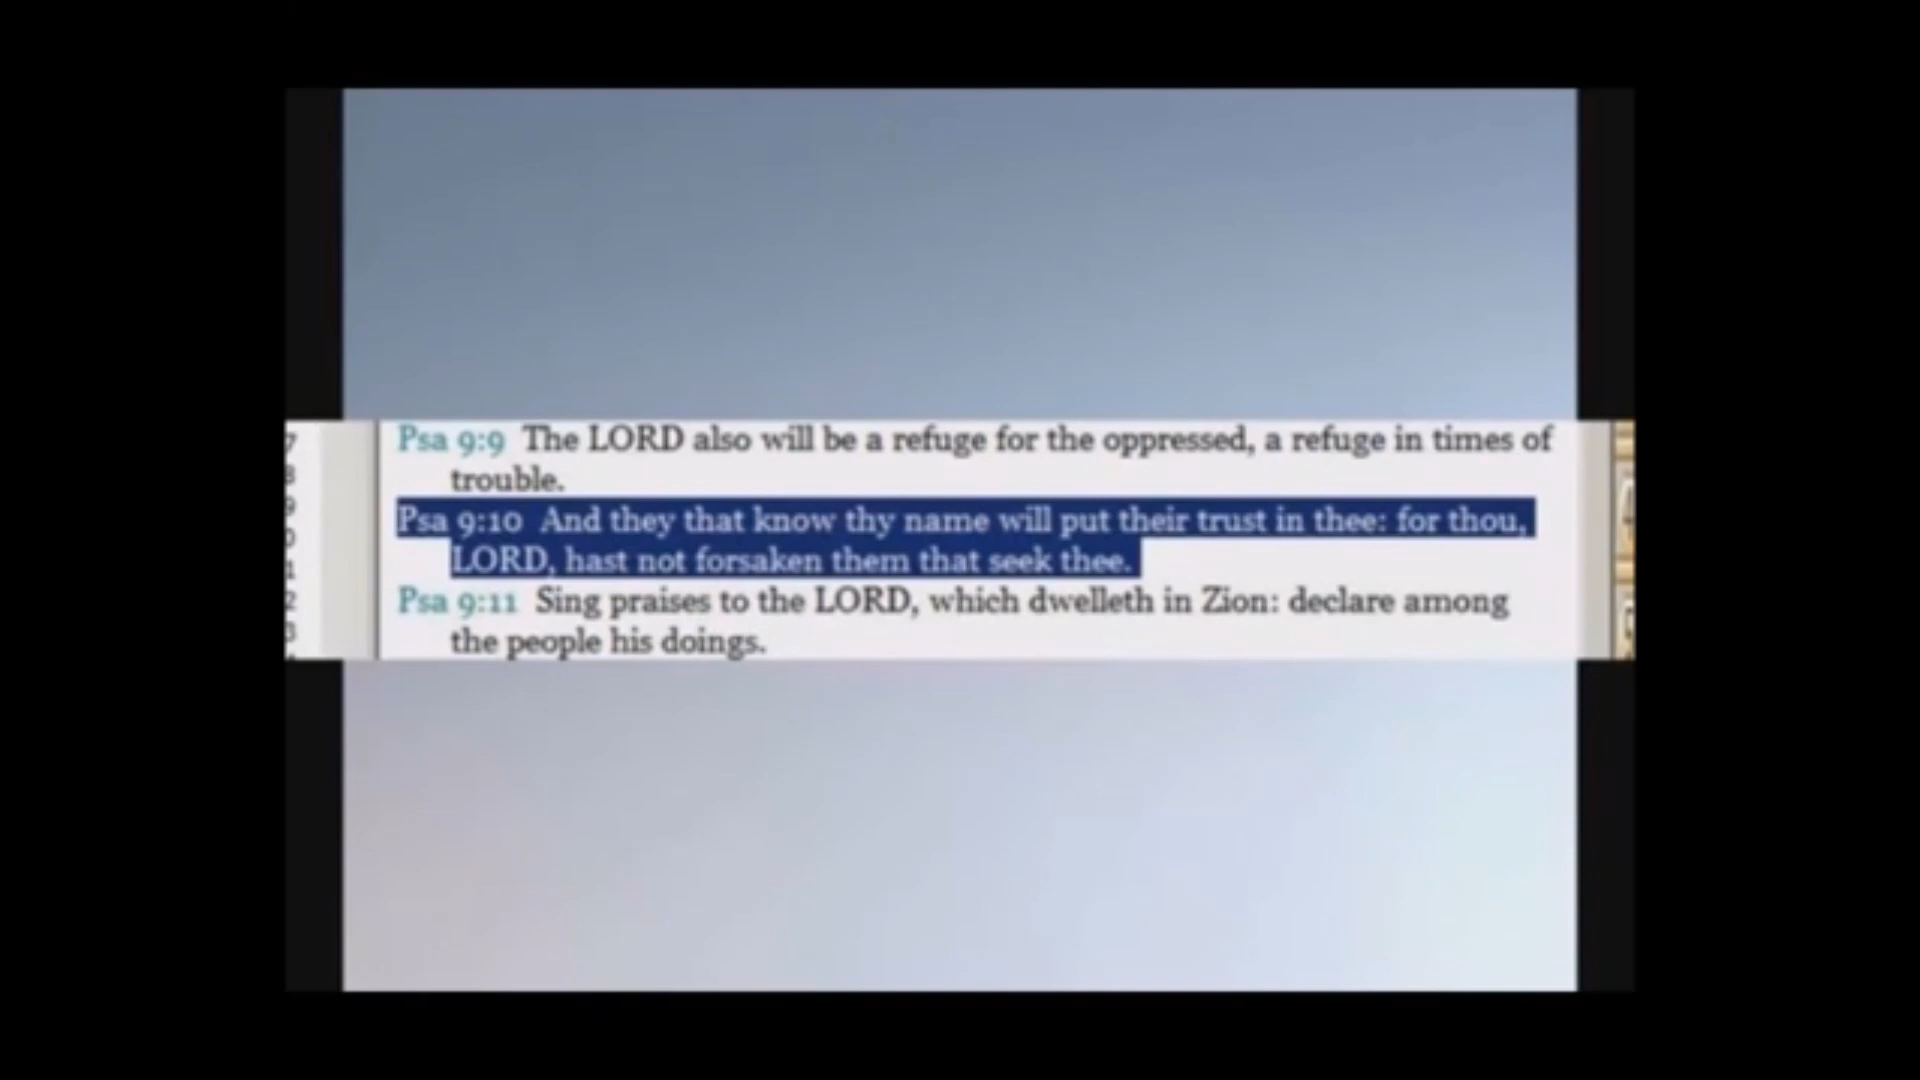 Psa 9:9 The LORD also will be a refuge for the oppressed, a refuge in times of
trouble.
Psa 9:10 And they that know thy name will put their trust in thee: for thou,
LORD, hast not forsaken them that seek thee.
Psa 9:11 Sing praises to the LORD, which dwelleth in Zion: declare among
the people his doings.